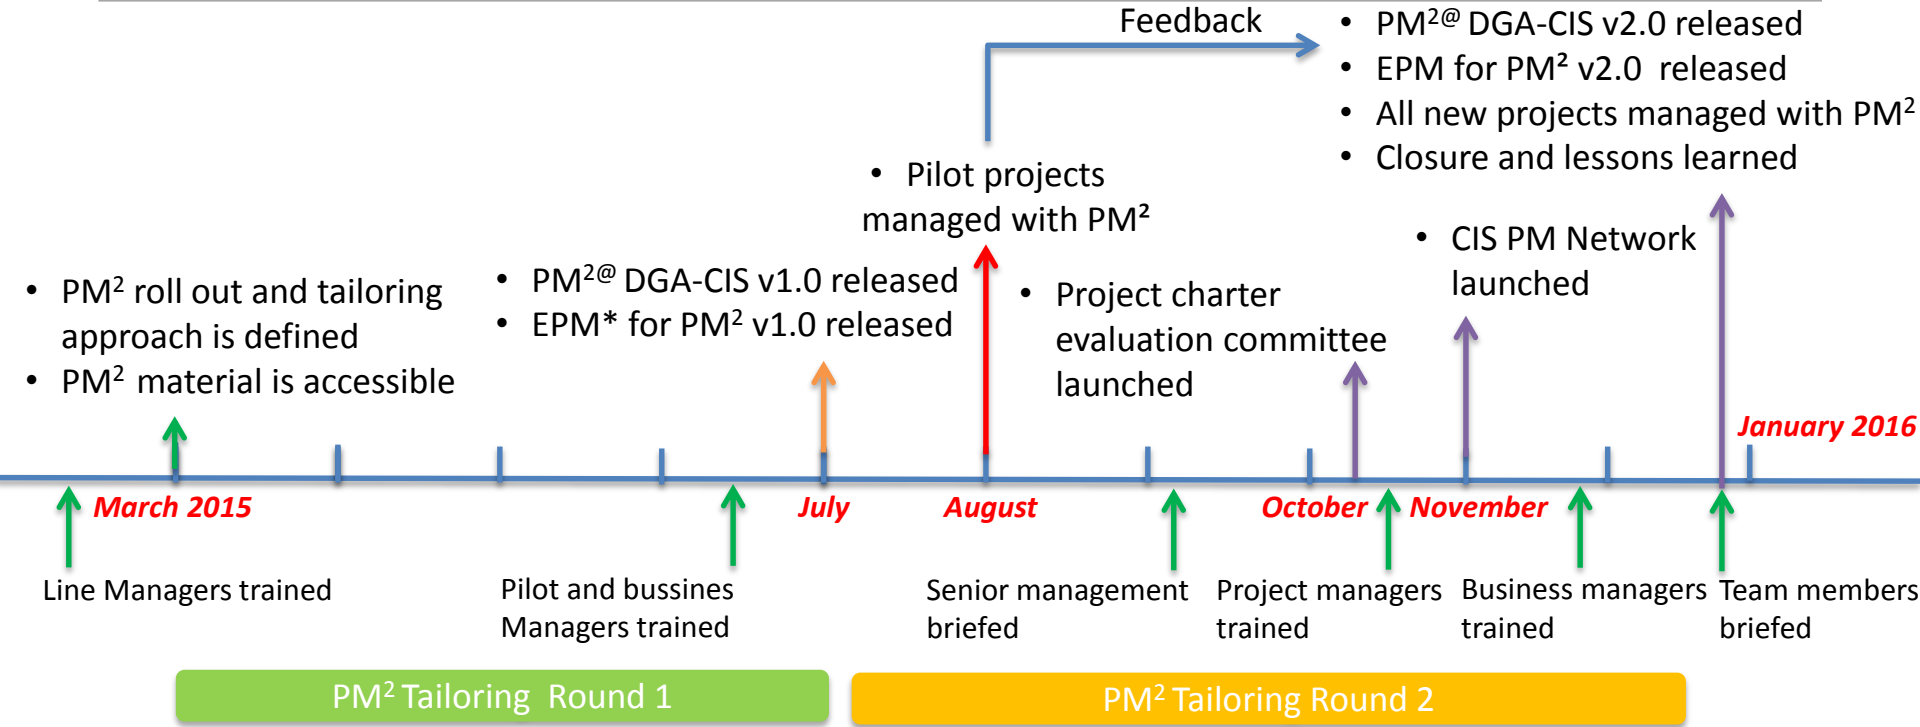 Feedback
• PM²@ DGA-CIS v2.0 released
• EPM for PM² v2.0 released
• All new projects managed with PM²
• Closure and lessons learned
• Pilot projects
managed with PM²
• CIS PM Network
launched
• PM² roll out and tailoring
approach is defined
• PM² material is accessible
• PM²@ DGA-CIS v1.0 released
• EPM* for PM² v1.0 released
• Project charter
evaluation committee
launched
January 2016
March 2015
July
August
October
November
Line Managers trained
Pilot and bussines
Managers trained
Senior management
briefed
Project managers
trained
Business managers
trained
Team members
briefed
PM² Tailoring Round 1
PM² Tailoring Round 2